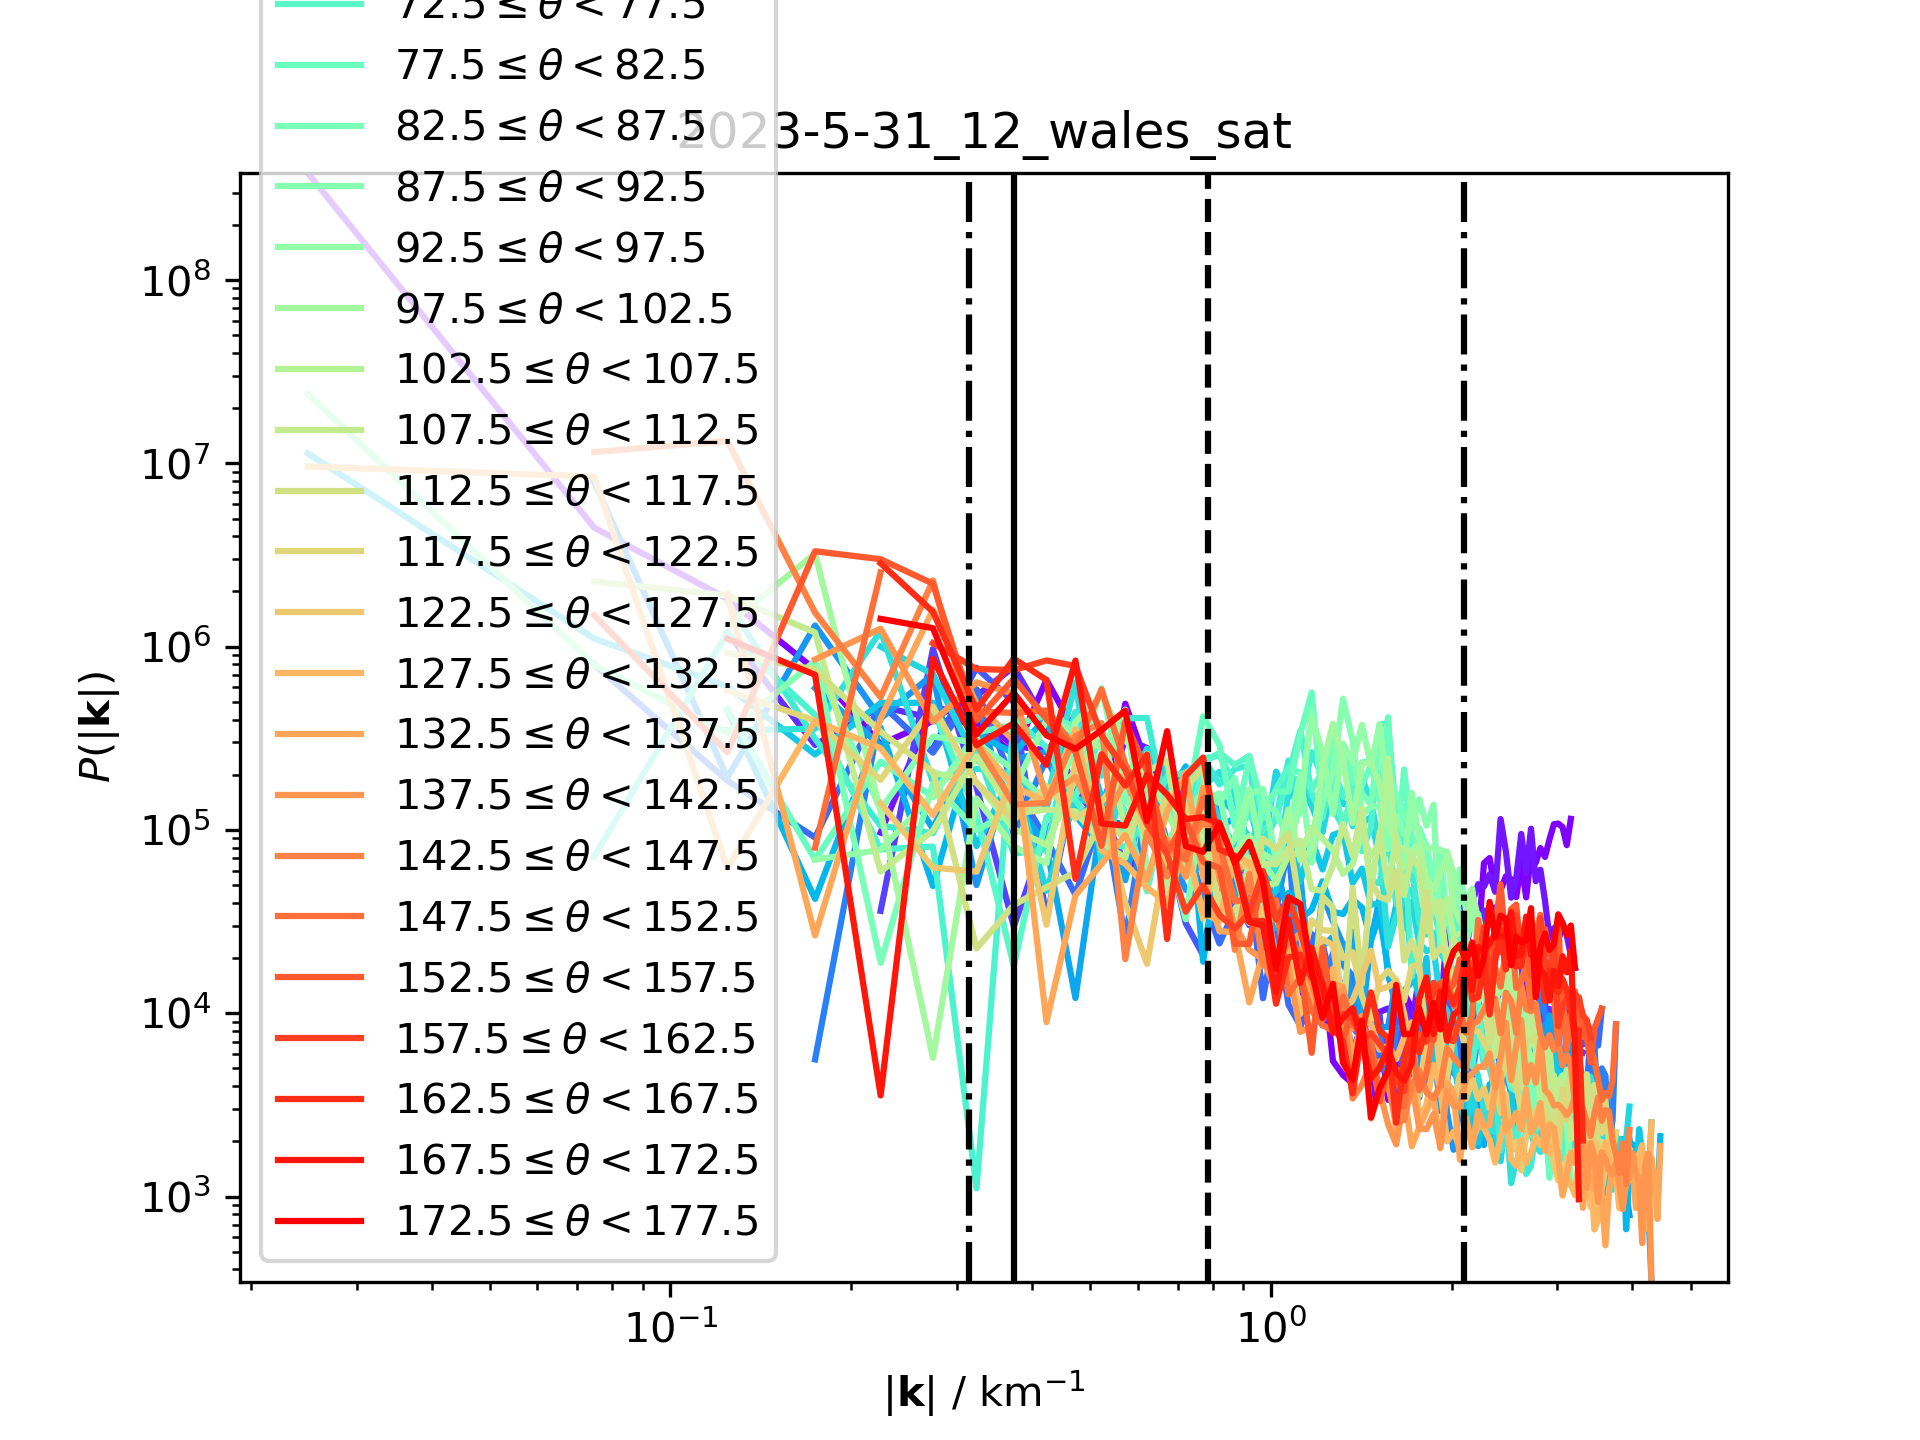 72.5 ≤ θ < 77.5
77.5 ≤ θ < 82.5
82.5 ≤ θ < 87.5
2023-5-31_12_wales_sat
87.5 ≤ θ < 92.5
92.5 ≤ θ < 97.5
97.5 ≤ θ < 102.5
102.5 ≤ θ < 107.5
107.5 ≤ θ < 112.5
112.5 ≤ θ < 117.5
117.5 ≤ θ < 122.5
122.5 ≤ θ < 127.5
127.5 ≤ θ < 132.5
132.5 ≤ θ < 137.5
137.5 ≤ θ < 142.5
142.5 ≤ θ < 147.5
147.5 ≤ θ < 152.5
152.5 ≤ θ < 157.5
157.5 ≤ θ < 162.5
162.5 ≤ θ < 167.5
167.5 ≤ θ < 172.5
172.5 ≤ θ < 177.5
10⁸
10⁷
10⁶
10⁵
10⁴
10³
P(|k|)
10⁻¹
10⁰
|k| / km⁻¹